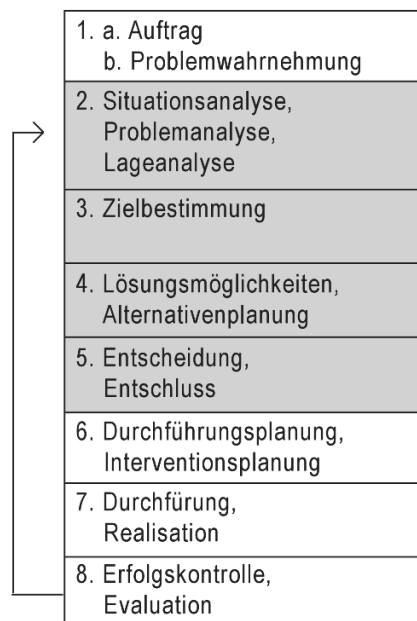 1. a. Auftrag
b. Problemwahrnehmung
2. Situationsanalyse,
Problemanalyse,
Lageanalyse
3. Zielbestimmung
4. Lösungsmöglichkeiten,
Alternativenplanung
5. Entscheidung,
Entschluss
6. Durchführungsplanung,
Interventionsplanung
7. Durchfürung,
Realisation
8. Erfolgskontrolle,
Evaluation